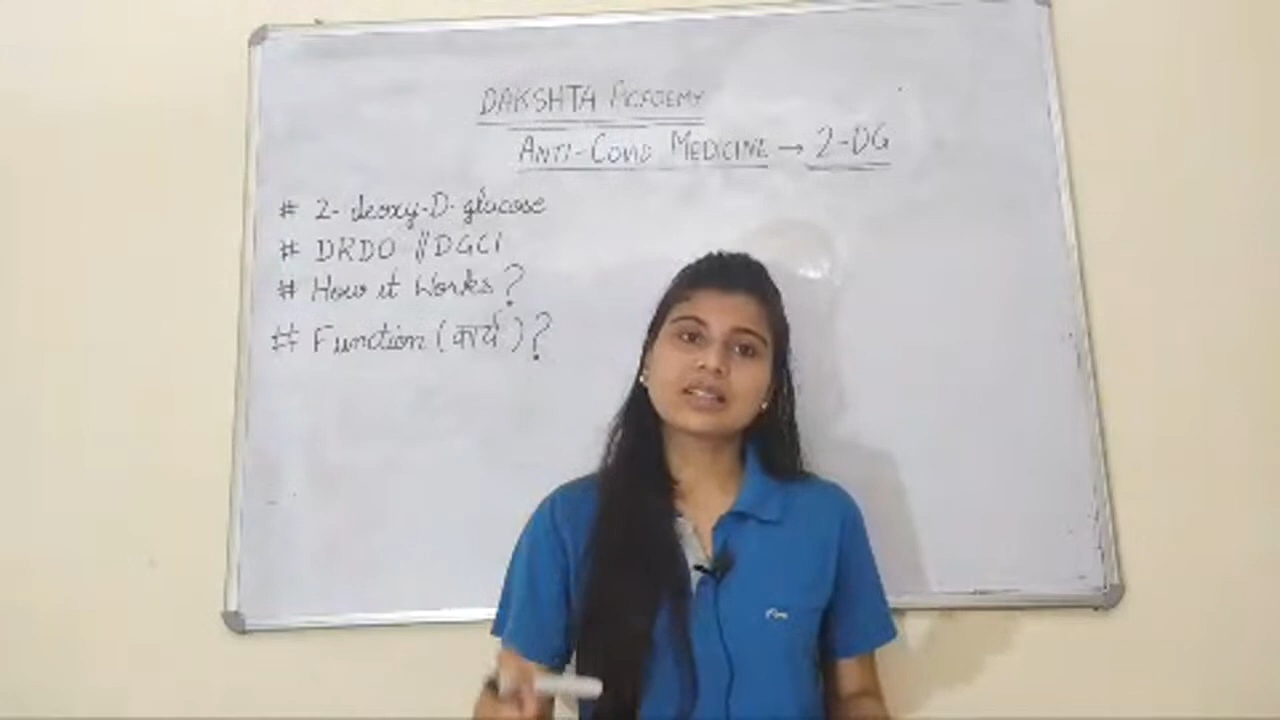 DAKSHTA ACADEMY
ANTI-COVID MEDICINE → 2-DG
# 2-deoxy-D-glucose
# DRDO // DGCI
# How it Works?
# Function (कार्य)?